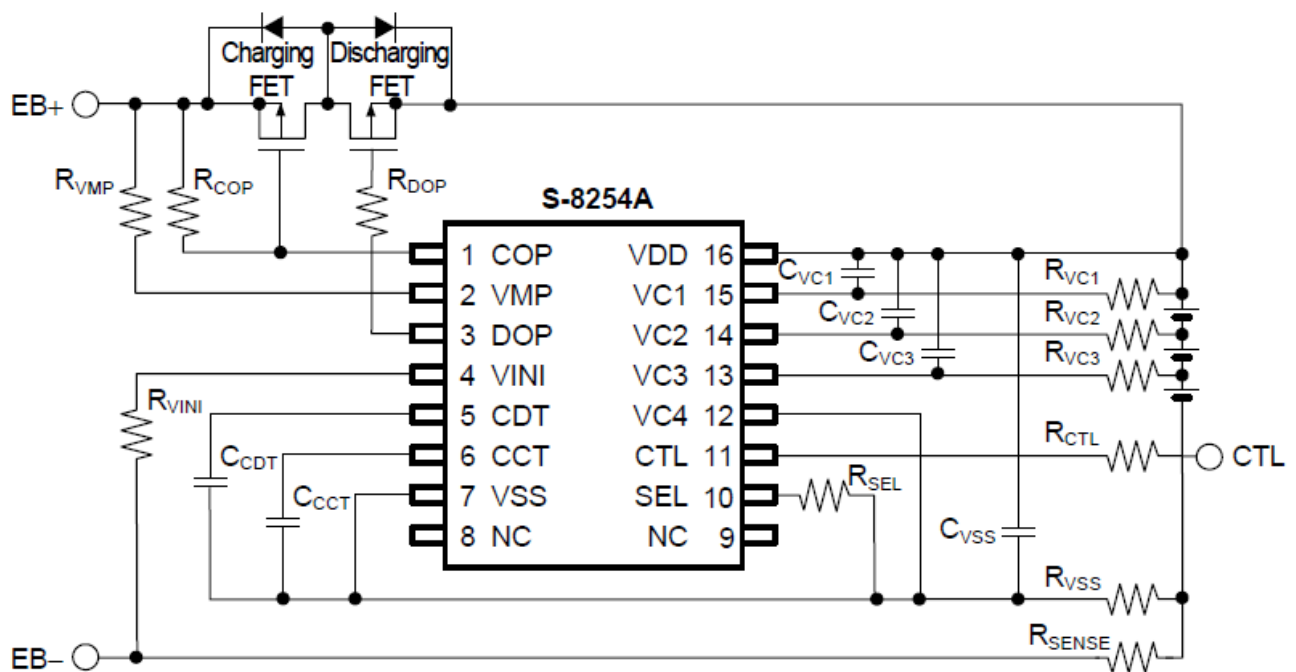 Charging Discharging
FET FET
EB+
RVMP
RCOP
RDOP
S-8254A
1 COP VDD 16
2 VMP VC1 15
3 DOP VC2 14
4 VINI VC3 13
5 CDT VC4 12
6 CCT CTL 11
7 VSS SEL 10
8 NC NC 9
CVC1
CVC2
CVC3
RVC1
RVC2
RVC3
RVINI
CCDT
CCCT
RCTL
CTL
RSEL
CVSS
RVSS
RSENSE
EB−